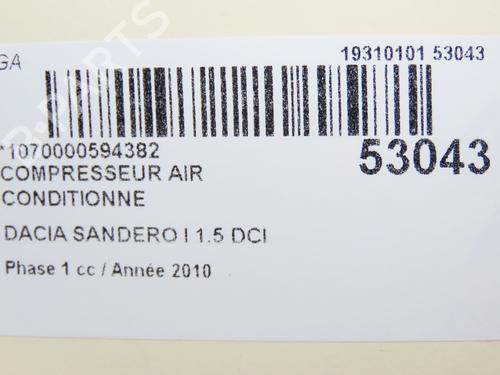 GA
19310101 53043
*1070000594382
53043
COMPRESSEUR AIR
CONDITIONNE
DACIA SANDERO I 1.5 DCI
Phase 1 cc / Année 2010